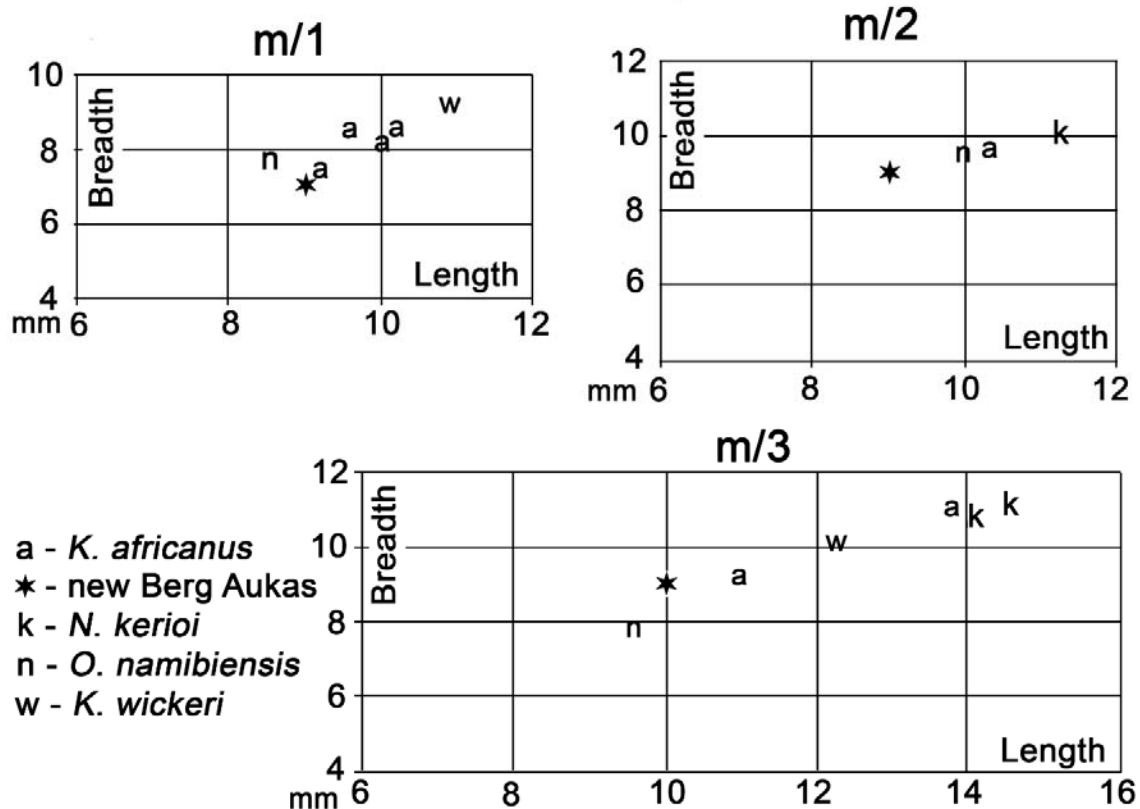 m/1
10
Breadth
w
a
a
a
8
n
a
✶
6
Length
4
mm 6 8 10 12
m/2
12
Breadth
10
k
n a
✶
8
6
Length
4
mm 6 8 10 12
m/3
12
Breadth
a k k
10
w
✶ a
8
n
6
Length
4
mm 6 8 10 12 14 16
a - K. africanus
✶ - new Berg Aukas
k - N. kerioi
n - O. namibiensis
w - K. wickeri